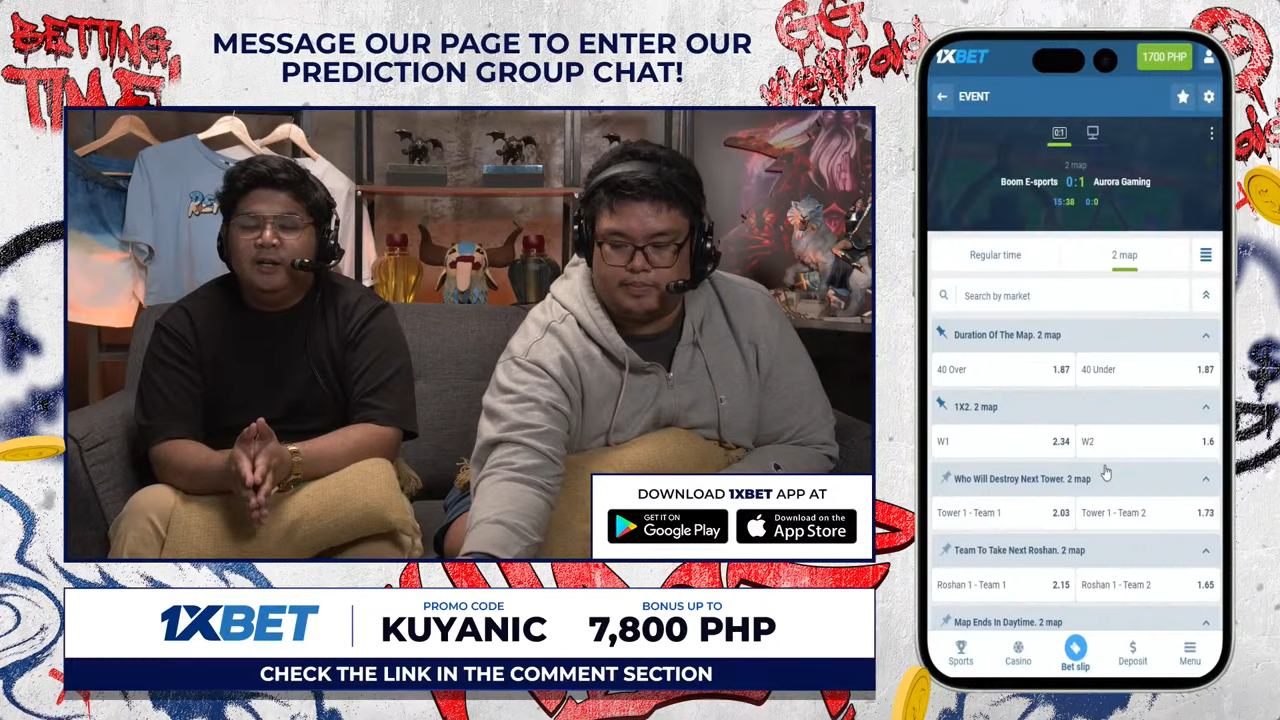 BETTING
TIME!
MESSAGE OUR PAGE TO ENTER OUR
PREDICTION GROUP CHAT!
GG
DOWNLOAD 1XBET APP AT
GET IT ON
Google Play
Download on the
App Store
1XBET
PROMO CODE
KUYANIC
BONUS UP TO
7,800 PHP
CHECK THE LINK IN THE COMMENT SECTION
1XBET
1700 PHP
EVENT
0:1
2 map
Boom E-sports 0:1 Aurora Gaming
15:38 0:0
Regular time
2 map
Search by market
Duration Of The Map. 2 map
40 Over 1.87 40 Under 1.87
1X2. 2 map
W1 2.34 W2 1.6
Who Will Destroy Next Tower. 2 map
Tower 1 - Team 1 2.03 Tower 1 - Team 2 1.73
Team To Take Next Roshan. 2 map
Roshan 1 - Team 1 2.15 Roshan 1 - Team 2 1.65
Map Ends In Daytime. 2 map
Sports Casino Bet slip Deposit Menu